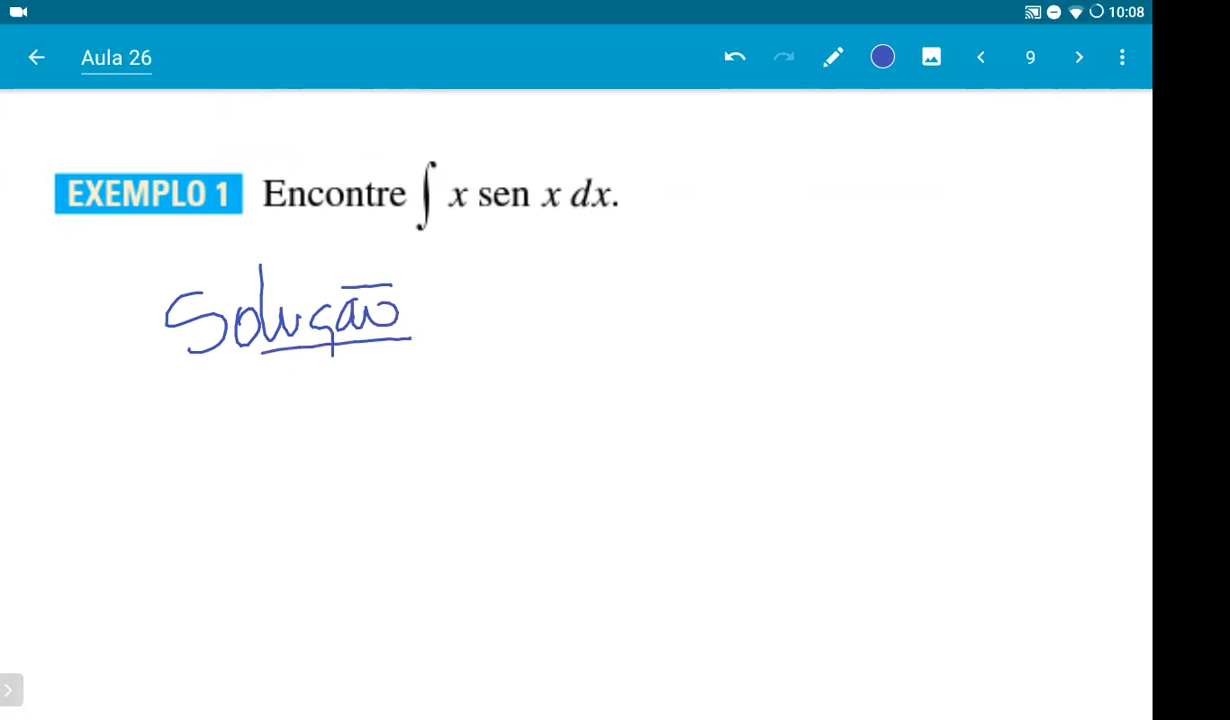 10:08
Aula 26
9
EXEMPLO 1 Encontre ∫ x sen x dx.
Solução